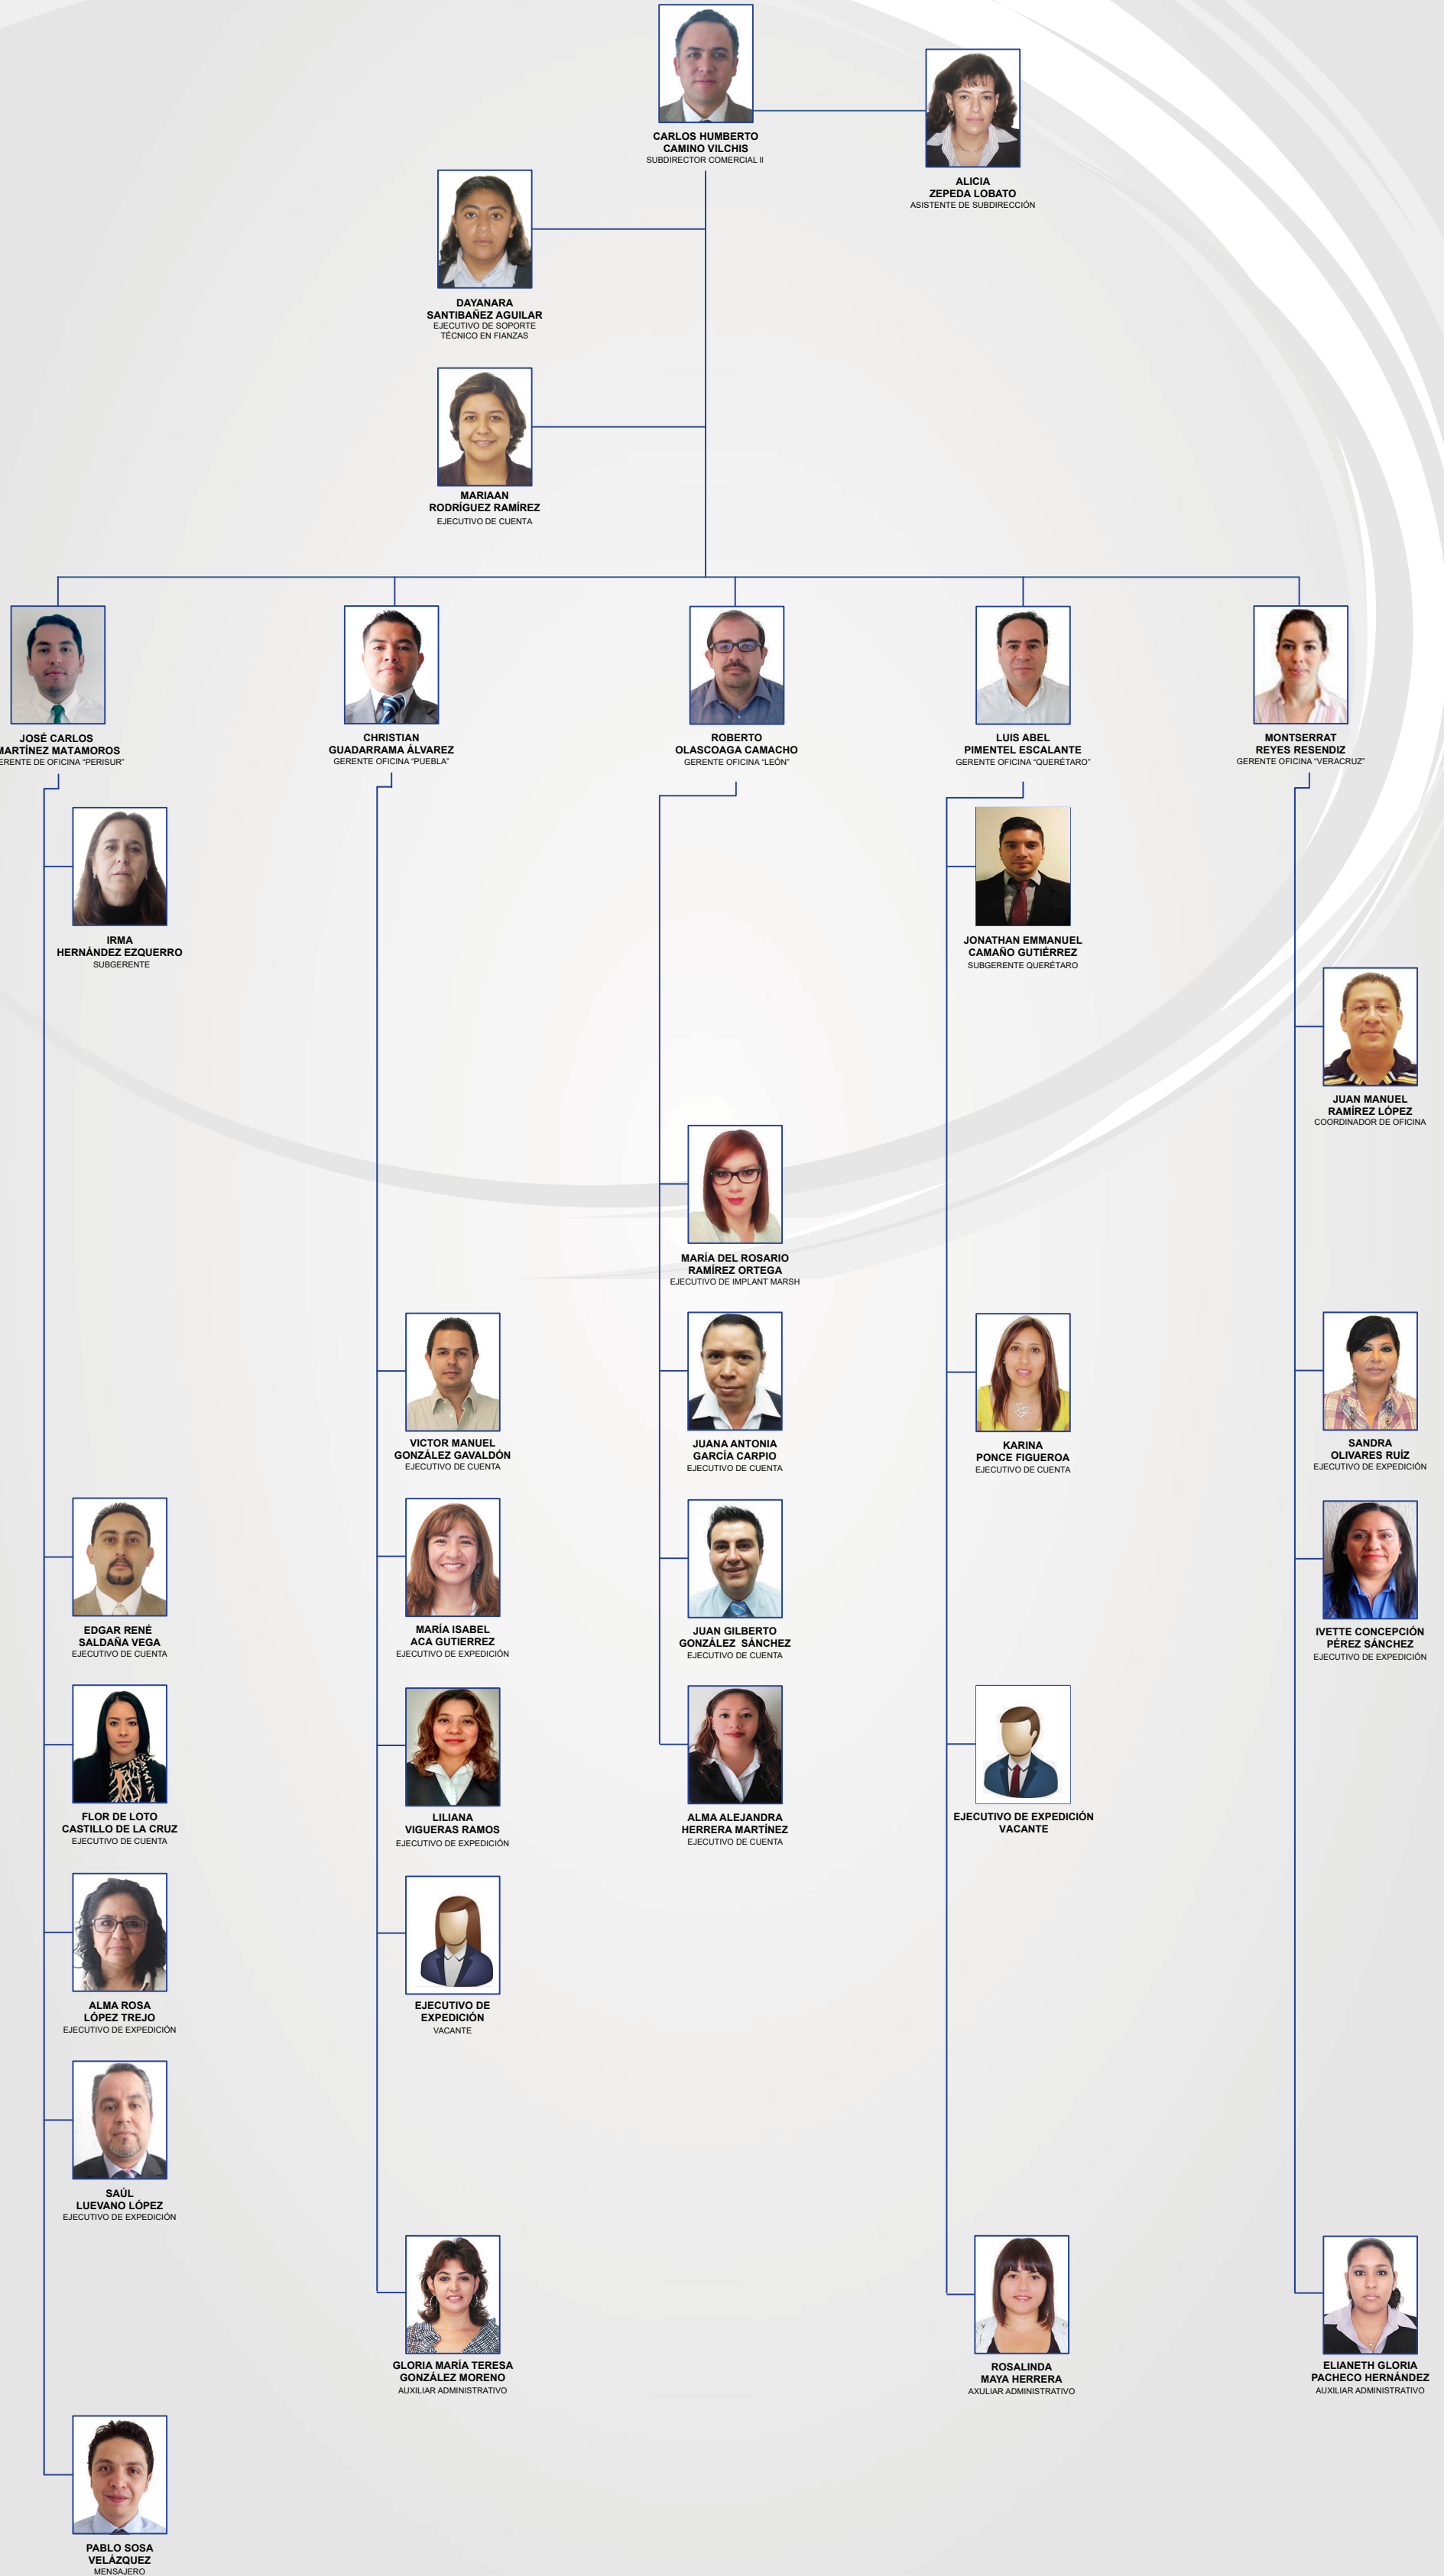 CARLOS HUMBERTO
CAMINO VILCHIS
SUBDIRECTOR COMERCIAL II
ALICIA
ZEPEDA LOBATO
ASISTENTE DE SUBDIRECCIÓN
DAYANARA
SANTIBAÑEZ AGUILAR
EJECUTIVO DE SOPORTE
TÉCNICO EN FIANZAS
MARIAAN
RODRÍGUEZ RAMÍREZ
EJECUTIVO DE CUENTA
JOSÉ CARLOS
MARTÍNEZ MATAMOROS
ERENTE DE OFICINA “PERISUR”
CHRISTIAN
GUADARRAMA ÁLVAREZ
GERENTE OFICINA “PUEBLA”
ROBERTO
OLASCOAGA CAMACHO
GERENTE OFICINA “LEÓN”
LUIS ABEL
PIMENTEL ESCALANTE
GERENTE OFICINA “QUERÉTARO”
MONTSERRAT
REYES RESENDIZ
GERENTE OFICINA “VERACRUZ”
IRMA
HERNÁNDEZ EZQUERRO
SUBGERENTE
JONATHAN EMMANUEL
CAMAÑO GUTIÉRREZ
SUBGERENTE QUERÉTARO
JUAN MANUEL
RAMÍREZ LÓPEZ
COORDINADOR DE OFICINA
MARÍA DEL ROSARIO
RAMÍREZ ORTEGA
EJECUTIVO DE IMPLANT MARSH
VICTOR MANUEL
GONZÁLEZ GAVALDÓN
EJECUTIVO DE CUENTA
JUANA ANTONIA
GARCÍA CARPIO
EJECUTIVO DE CUENTA
KARINA
PONCE FIGUEROA
EJECUTIVO DE CUENTA
SANDRA
OLIVARES RUÍZ
EJECUTIVO DE EXPEDICIÓN
EDGAR RENÉ
SALDAÑA VEGA
EJECUTIVO DE CUENTA
MARÍA ISABEL
ACA GUTIERREZ
EJECUTIVO DE EXPEDICIÓN
JUAN GILBERTO
GONZÁLEZ  SÁNCHEZ
EJECUTIVO DE CUENTA
IVETTE CONCEPCIÓN
PÉREZ SÁNCHEZ
EJECUTIVO DE EXPEDICIÓN
FLOR DE LOTO
CASTILLO DE LA CRUZ
EJECUTIVO DE CUENTA
LILIANA
VIGUERAS RAMOS
EJECUTIVO DE EXPEDICIÓN
ALMA ALEJANDRA
HERRERA MARTÍNEZ
EJECUTIVO DE CUENTA
EJECUTIVO DE EXPEDICIÓN
VACANTE
ALMA ROSA
LÓPEZ TREJO
EJECUTIVO DE EXPEDICIÓN
EJECUTIVO DE
EXPEDICIÓN
VACANTE
SAÚL
LUEVANO LÓPEZ
EJECUTIVO DE EXPEDICIÓN
GLORIA MARÍA TERESA
GONZÁLEZ MORENO
AUXILIAR ADMINISTRATIVO
ROSALINDA
MAYA HERRERA
AXULIAR ADMINISTRATIVO
ELIANETH GLORIA
PACHECO HERNÁNDEZ
AUXILIAR ADMINISTRATIVO
PABLO SOSA
VELÁZQUEZ
MENSAJERO